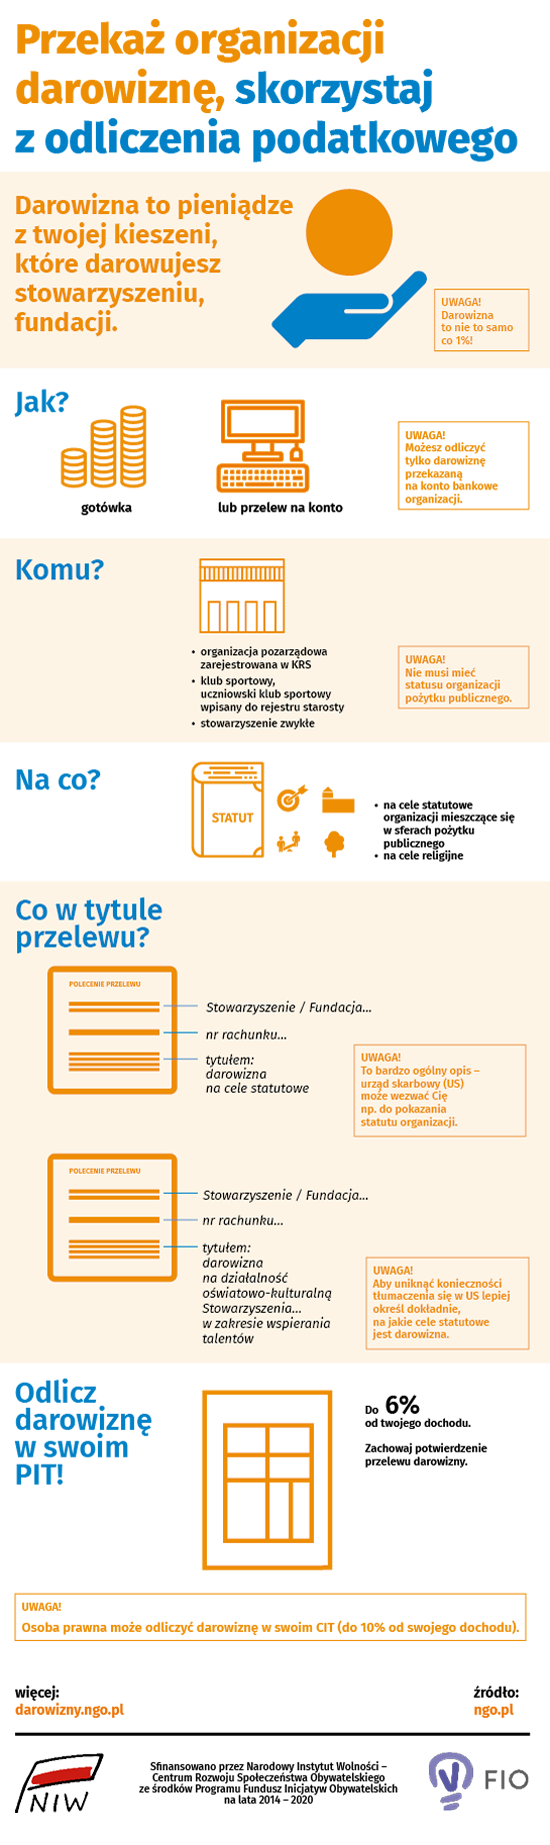 Przekaż organizacji
darowiznę, skorzystaj
z odliczenia podatkowego
Darowizna to pieniądze
z twojej kieszeni,
które darowujesz
stowarzyszeniu,
fundacji.
UWAGA!
Darowizna
to nie to samo
co 1%!
Jak?
gotówka
lub przelew na konto
UWAGA!
Możesz odliczyć
tylko darowiznę
przekazaną
na konto bankowe
organizacji.
Komu?
• organizacja pozarządowa
zarejestrowana w KRS
• klub sportowy,
uczniowski klub sportowy
wpisany do rejestru starosty
• stowarzyszenie zwykłe
UWAGA!
Nie musi mieć
statusu organizacji
pożytku publicznego.
Na co?
STATUT
• na cele statutowe
organizacji mieszczące się
w sferach pożytku
publicznego
• na cele religijne
Co w tytule
przelewu?
POLECENIE PRZELEWU
Stowarzyszenie / Fundacja...
nr rachunku...
tytułem:
darowizna
na cele statutowe
UWAGA!
To bardzo ogólny opis –
urząd skarbowy (US)
może wezwać Cię
np. do pokazania
statutu organizacji.
POLECENIE PRZELEWU
Stowarzyszenie / Fundacja...
nr rachunku...
tytułem:
darowizna
na działalność
oświatowo-kulturalną
Stowarzyszenia...
w zakresie wspierania
talentów
UWAGA!
Aby uniknąć konieczności
tłumaczenia się w US lepiej
określ dokładnie,
na jakie cele statutowe
jest darowizna.
Odlicz
darowiznę
w swoim
PIT!
Do 6%
od twojego dochodu.
Zachowaj potwierdzenie
przelewu darowizny.
UWAGA!
Osoba prawna może odliczyć darowiznę w swoim CIT (do 10% od swojego dochodu).
więcej:
darowizny.ngo.pl
źródło:
ngo.pl
NIW
Sfinansowano przez Narodowy Instytut Wolności –
Centrum Rozwoju Społeczeństwa Obywatelskiego
ze środków Programu Fundusz Inicjatyw Obywatelskich
na lata 2014 – 2020
FIO